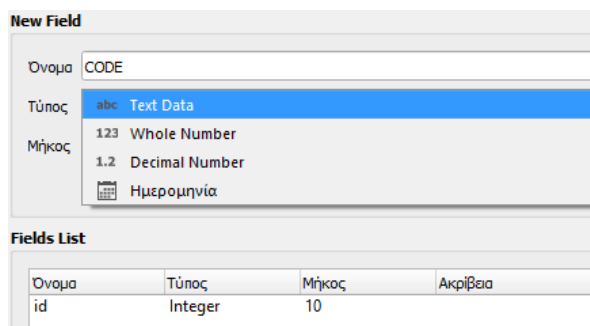 New Field
Όνομα CODE
Τύπος abc Text Data
123 Whole Number
Μήκος
1.2 Decimal Number
Ημερομηνία
Fields List
Όνομα Τύπος Μήκος Ακρίβεια
id Integer 10